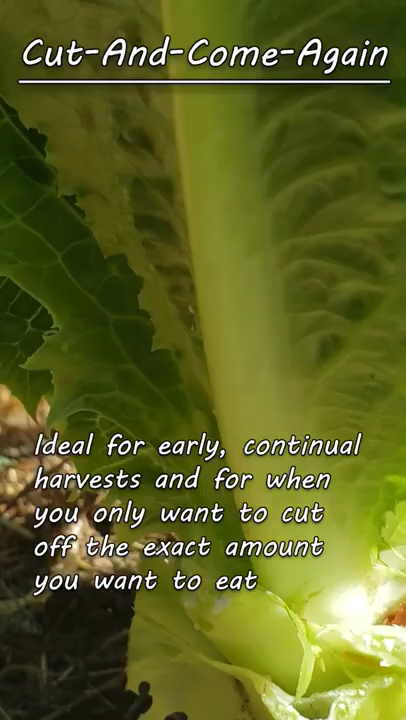 Cut-And-Come-Again
Ideal for early, continual
harvests and for when
you only want to cut
off the exact amount
you want to eat